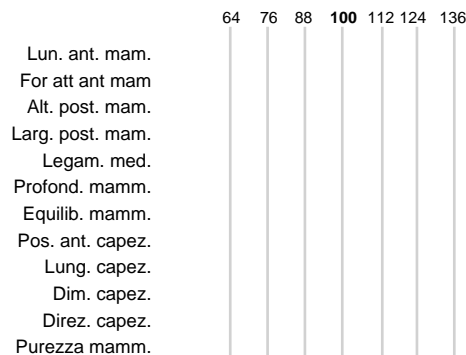 64 76 88 100 112 124 136
Lun. ant. mam.
For att ant mam
Alt. post. mam.
Larg. post. mam.
Legam. med.
Profond. mamm.
Equilib. mamm.
Pos. ant. capez.
Lung. capez.
Dim. capez.
Direz. capez.
Purezza mamm.